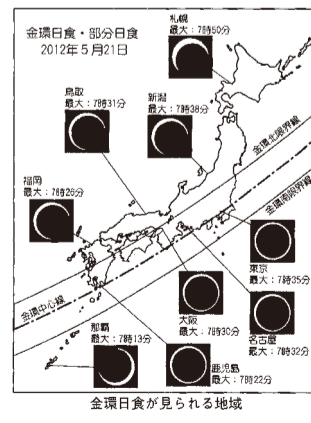 金環日食・部分日食
2012年5月21日
札幌
最大：7時50分
鳥取
最大：7時31分
新潟
最大：7時38分
福岡
最大：7時26分
金環北限界線
金環南限界線
金環中心線
東京
最大：7時35分
大阪
最大：7時30分
名古屋
最大：7時32分
那覇
最大：7時13分
鹿児島
最大：7時22分
金環日食が見られる地域